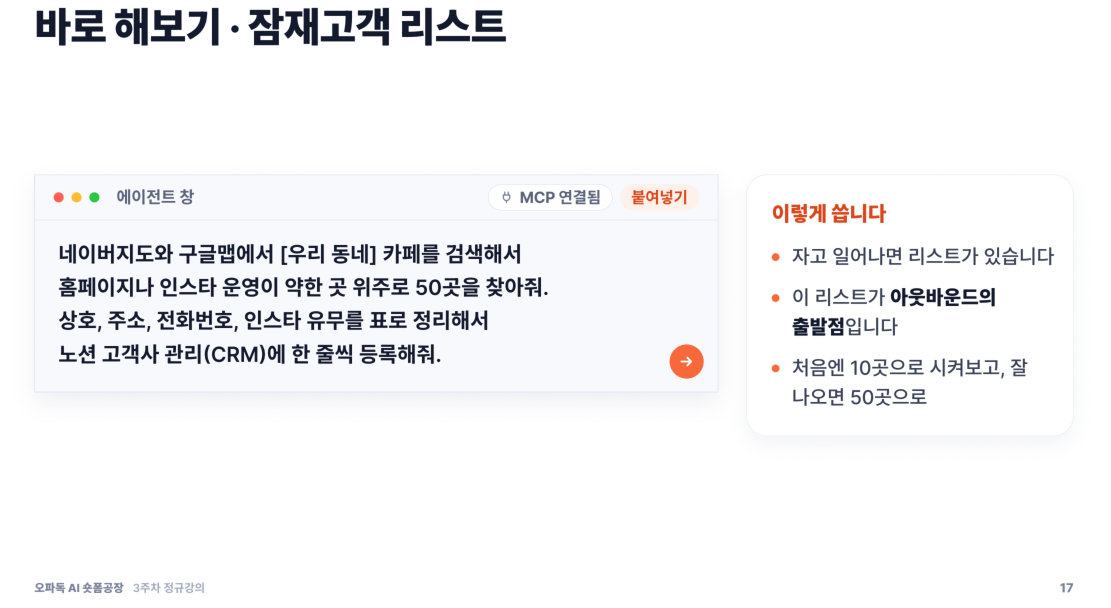 바로 해보기 · 잠재고객 리스트
에이전트 창
MCP 연결됨
붙여넣기
네이버지도와 구글맵에서 [우리 동네] 카페를 검색해서
홈페이지나 인스타 운영이 약한 곳 위주로 50곳을 찾아줘.
상호, 주소, 전화번호, 인스타 유무를 표로 정리해서
노션 고객사 관리(CRM)에 한 줄씩 등록해줘.
이렇게 씁니다
자고 일어나면 리스트가 있습니다
이 리스트가 아웃바운드의
출발점입니다
처음엔 10곳으로 시켜보고, 잘
나오면 50곳으로
오파독 AI 숏폼공장 3주차 정규강의
17